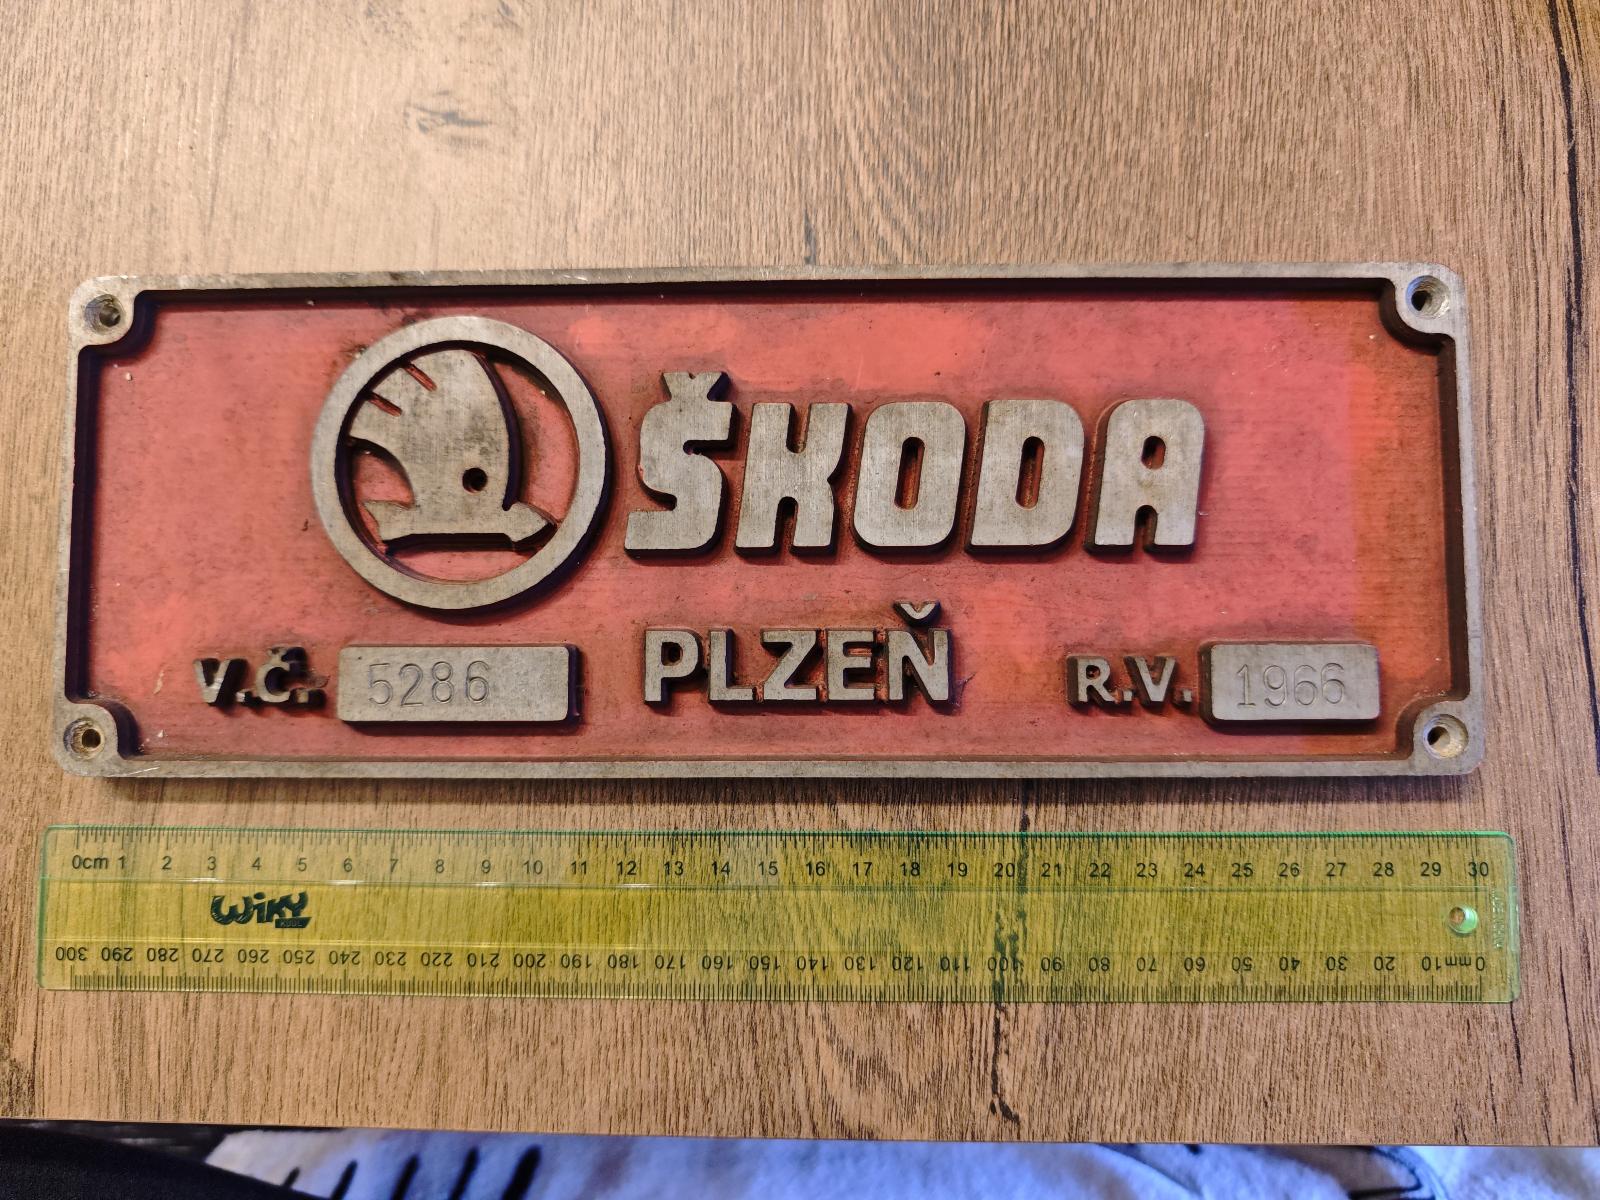 ŠKODA
PLZEŇ
V.Č. 5286
R.V. 1966
0cm 1 2 3 4 5 6 7 8 9 10 11 12 13 14 15 16 17 18 19 20 21 22 23 24 25 26 27 28 29 30
WIKY
300 290 280 270 260 250 240 230 220 210 200 190 180 170 160 150 140 130 120 110 100 90 80 70 60 50 40 30 20 10 mm 0